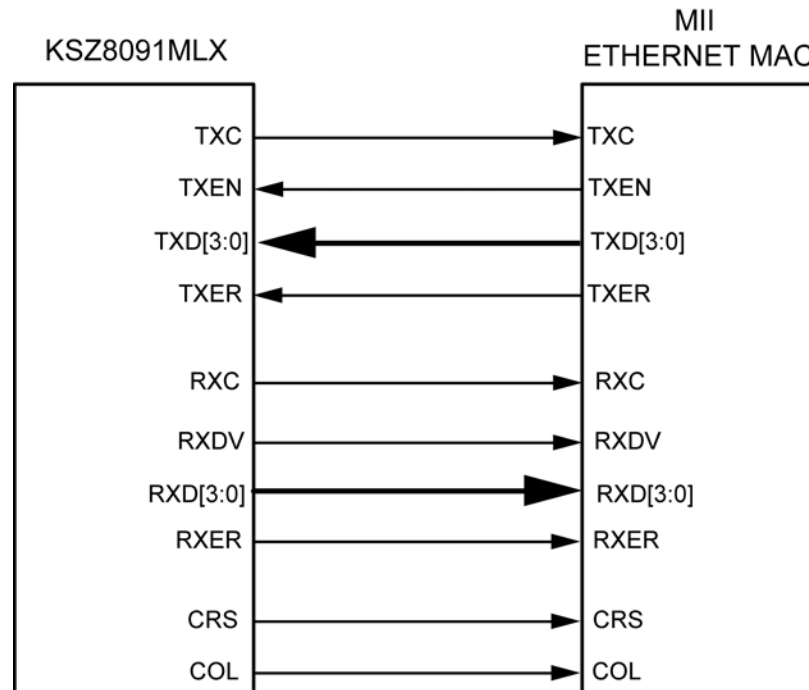 KSZ8091MLX
MII
ETHERNET MAC
TXC TXC
TXEN TXEN
TXD[3:0] TXD[3:0]
TXER TXER
RXC RXC
RXDV RXDV
RXD[3:0] RXD[3:0]
RXER RXER
CRS CRS
COL COL